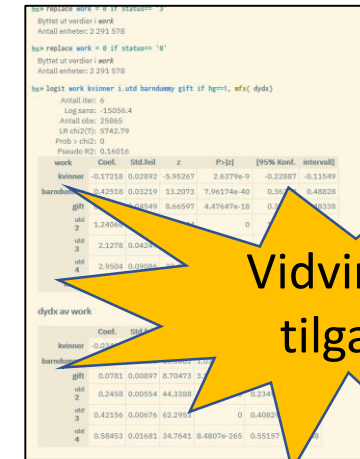 hs» replace work = 0 if status== '3'
Byttet ut verdier i work
Antall enheter: 2 291 578
hs» replace work = 0 if status== '0'
Byttet ut verdier i work
Antall enheter: 2 291 578
hs» logit work kvinner i.utd barndummy gift if hg==1, mfx( dydx)
Antall iter: 6
Log sans: -15056.4
Antall obs: 25865
LR chi2(7): 5742.79
Prob > chi2: 0
Pseudo R2: 0.16016
work Coef. Std.feil z P>|z| [95% Konf. intervall]
kvinner -0.17218 0.02892 -5.95267 2.6379e-9 -0.22887 -0.11549
barndummy 0.42518 0.03219 13.2073 7.96174e-40 0.48828
gift 8.66597 4.47647e-18
utd
2 0
utd
3 2.1278
utd
4 2.9504
Vidvin
tilga
dydx av work
Coef.
kvinner
gift 0.0781 0.00897 8.70473
utd
2 0.2458 0.00554 44.3388
utd
3 0.42156 0.00676 0
utd
4 0.58453 0.01681 34.7641 8.4807e-265 0.55157